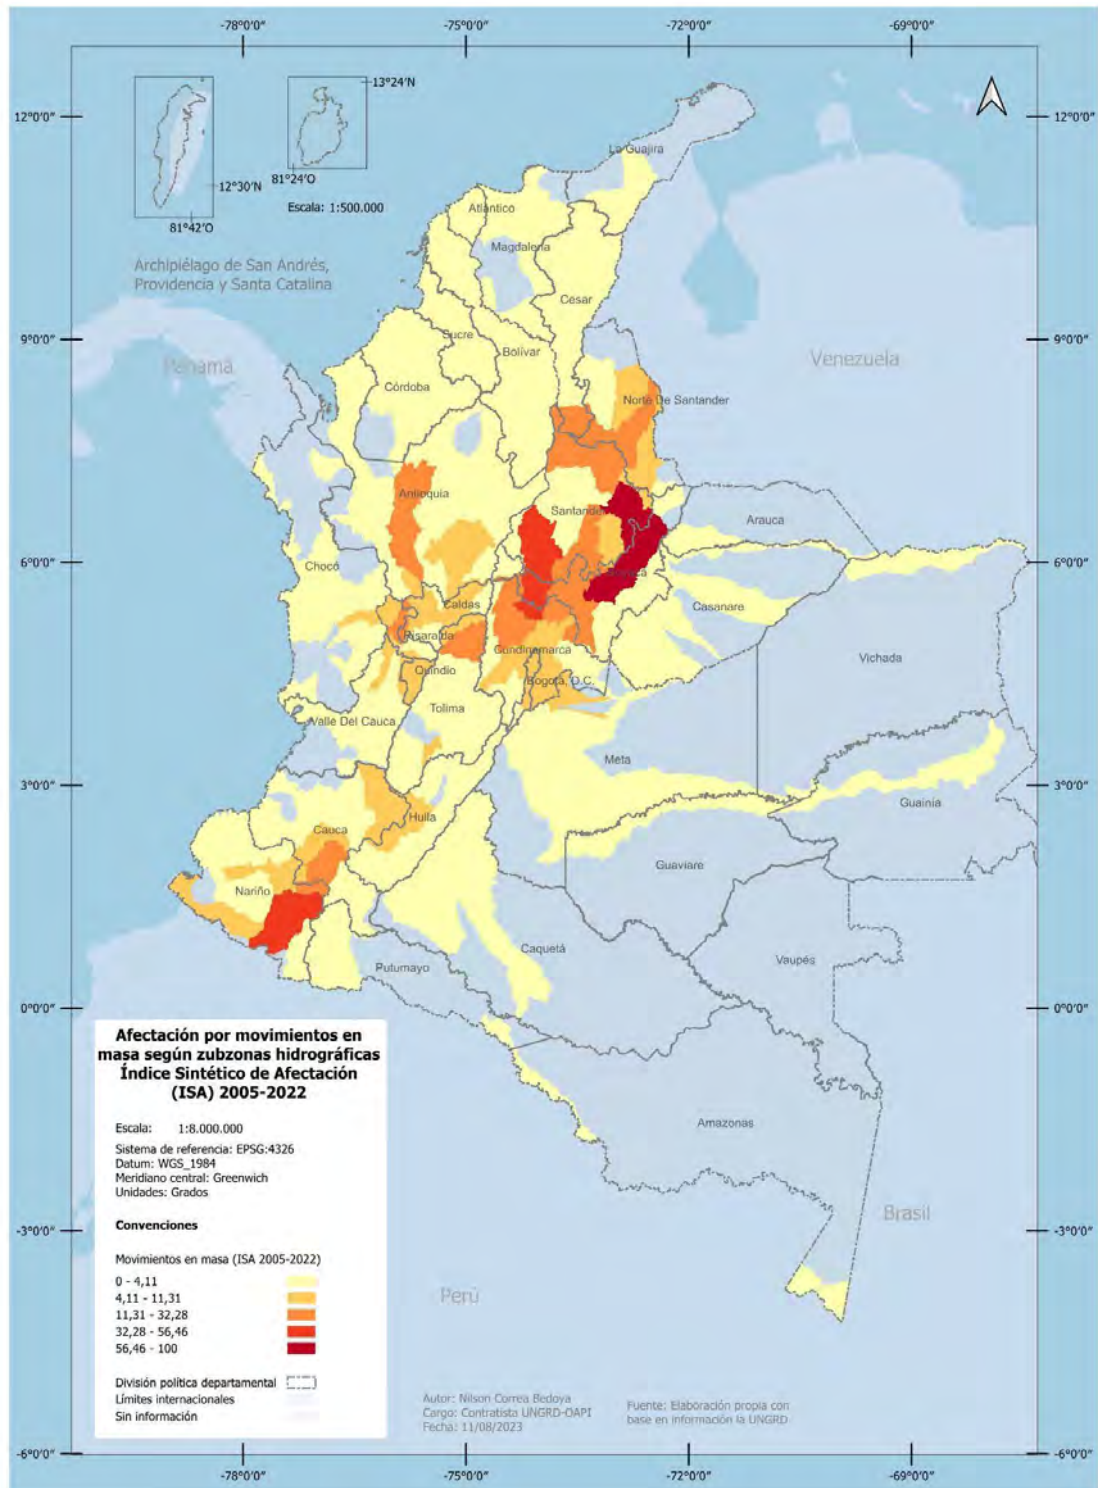 -78°0'0"
-75°0'0"
-72°0'0"
-69°0'0"
13°24'N
12°0'0"
12°0'0"
La Guajira
81°24'O
12°30'N
Escala: 1:500.000
81°42'O
Atlántico
Magdalena
Archipiélago de San Andrés,
Providencia y Santa Catalina
Cesar
9°0'0"
9°0'0"
Sucre
Bolívar
Panamá
Venezuela
Córdoba
Norte De Santander
Antioquia
Santander
Arauca
6°0'0"
6°0'0"
Chocó
Boyacá
Caldas
Casanare
Risaralda
Cundinamarca
Vichada
Quindío
Bogotá, D.C.
Tolima
Valle Del Cauca
Meta
3°0'0"
3°0'0"
Guainía
Huila
Cauca
Guaviare
Nariño
Caquetá
Vaupés
Putumayo
0°0'0"
0°0'0"
Afectación por movimientos en
masa según zubzonas hidrográficas
Índice Sintético de Afectación
(ISA) 2005-2022
Escala: 1:8.000.000
Sistema de referencia: EPSG:4326
Datum: WGS_1984
Meridiano central: Greenwich
Unidades: Grados
Amazonas
Brasil
Convenciones
-3°0'0"
-3°0'0"
Movimientos en masa (ISA 2005-2022)
0 - 4,11
4,11 - 11,31
11,31 - 32,28
32,28 - 56,46
56,46 - 100
Perú
División política departamental
Límites internacionales
Sin información
Autor: Nilson Correa Bedoya
Cargo: Contratista UNGRD-OAPI
Fecha: 11/08/2023
Fuente: Elaboración propia con
base en información la UNGRD
-6°0'0"
-6°0'0"
-78°0'0"
-75°0'0"
-72°0'0"
-69°0'0"